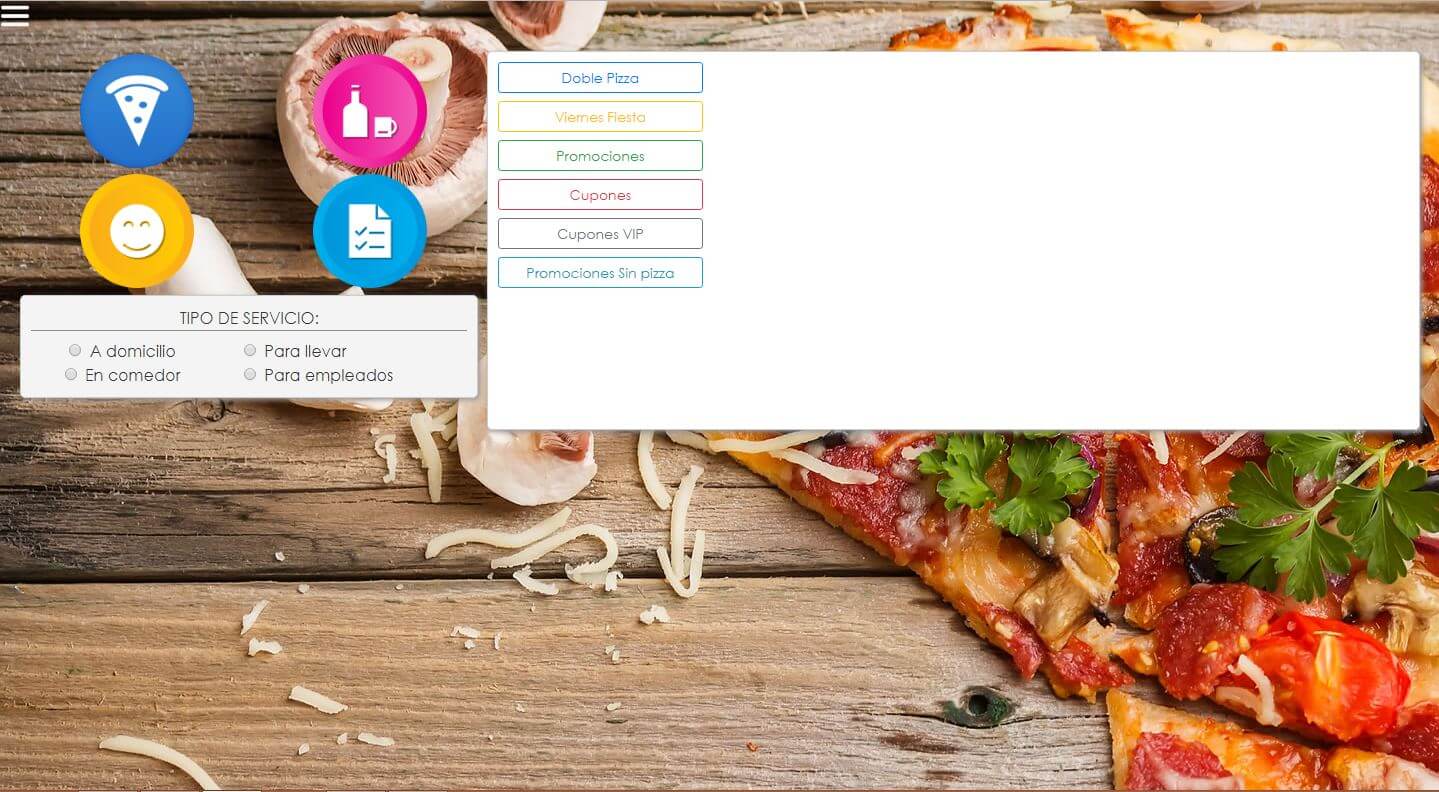 TIPO DE SERVICIO:
A domicilio
Para llevar
En comedor
Para empleados
Doble Pizza
Viernes Fiesta
Promociones
Cupones
Cupones VIP
Promociones Sin pizza